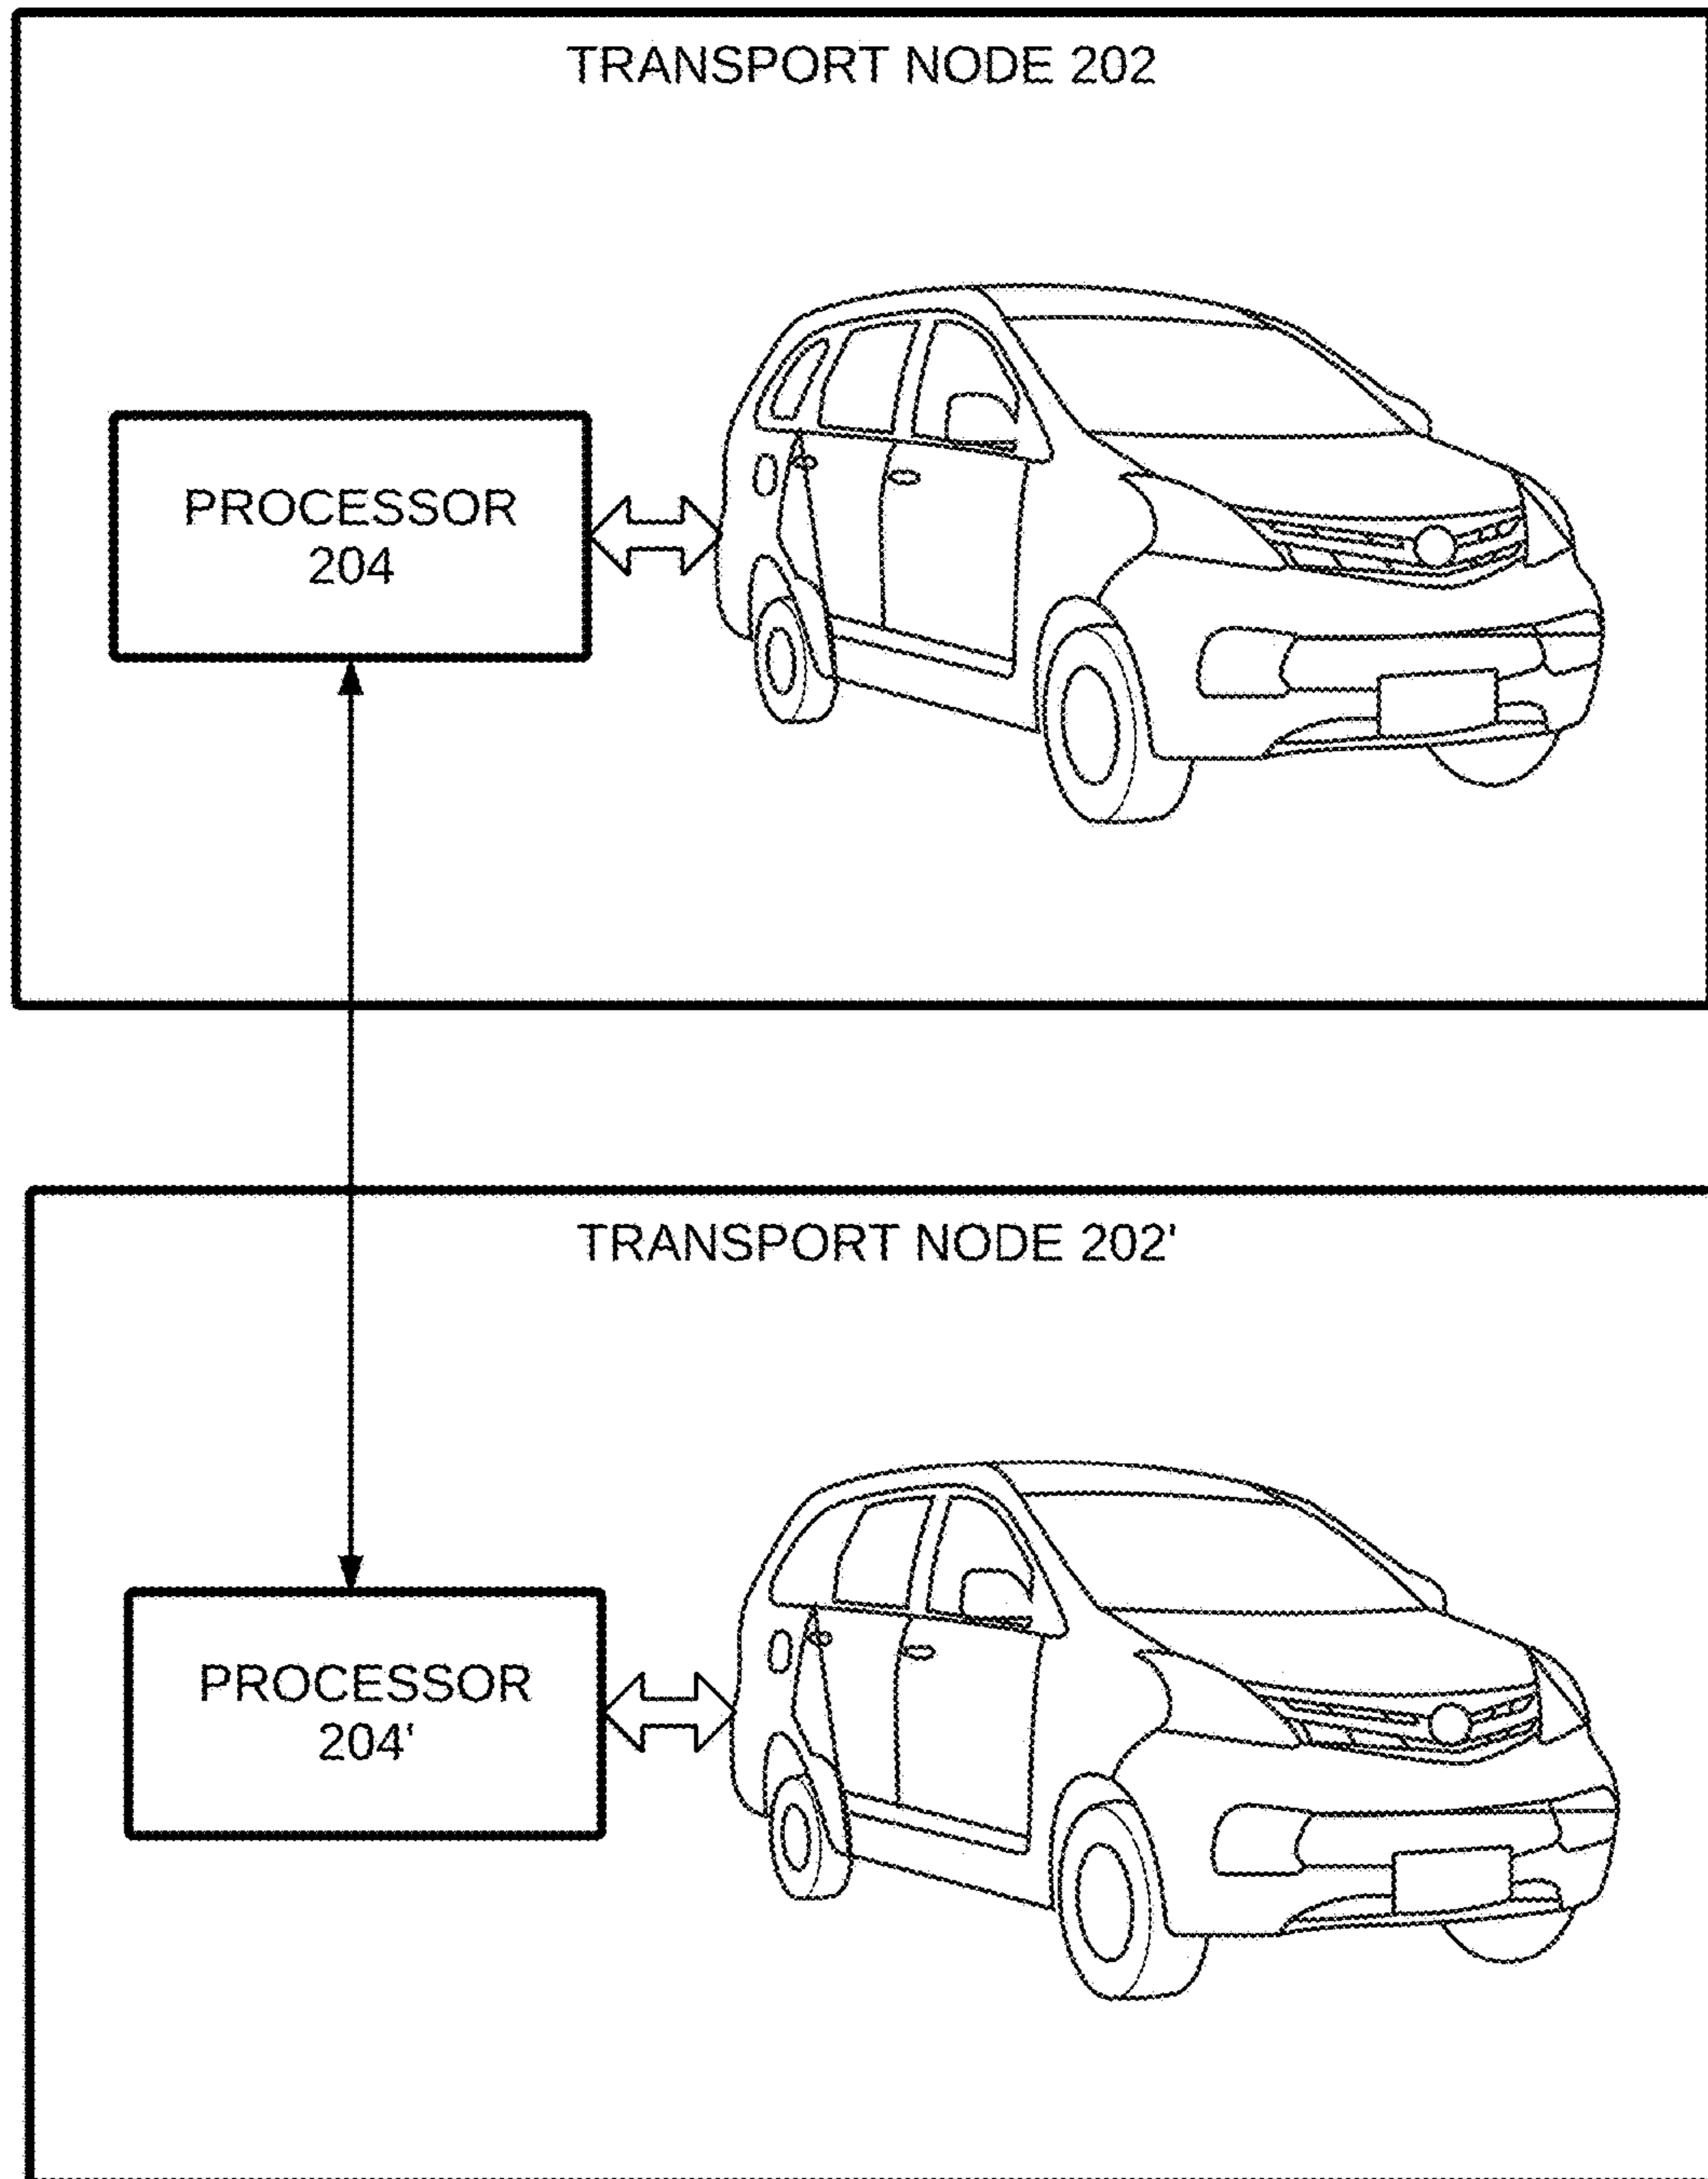 TRANSPORT NODE 202
PROCESSOR
204
TRANSPORT NODE 202'
PROCESSOR
204'